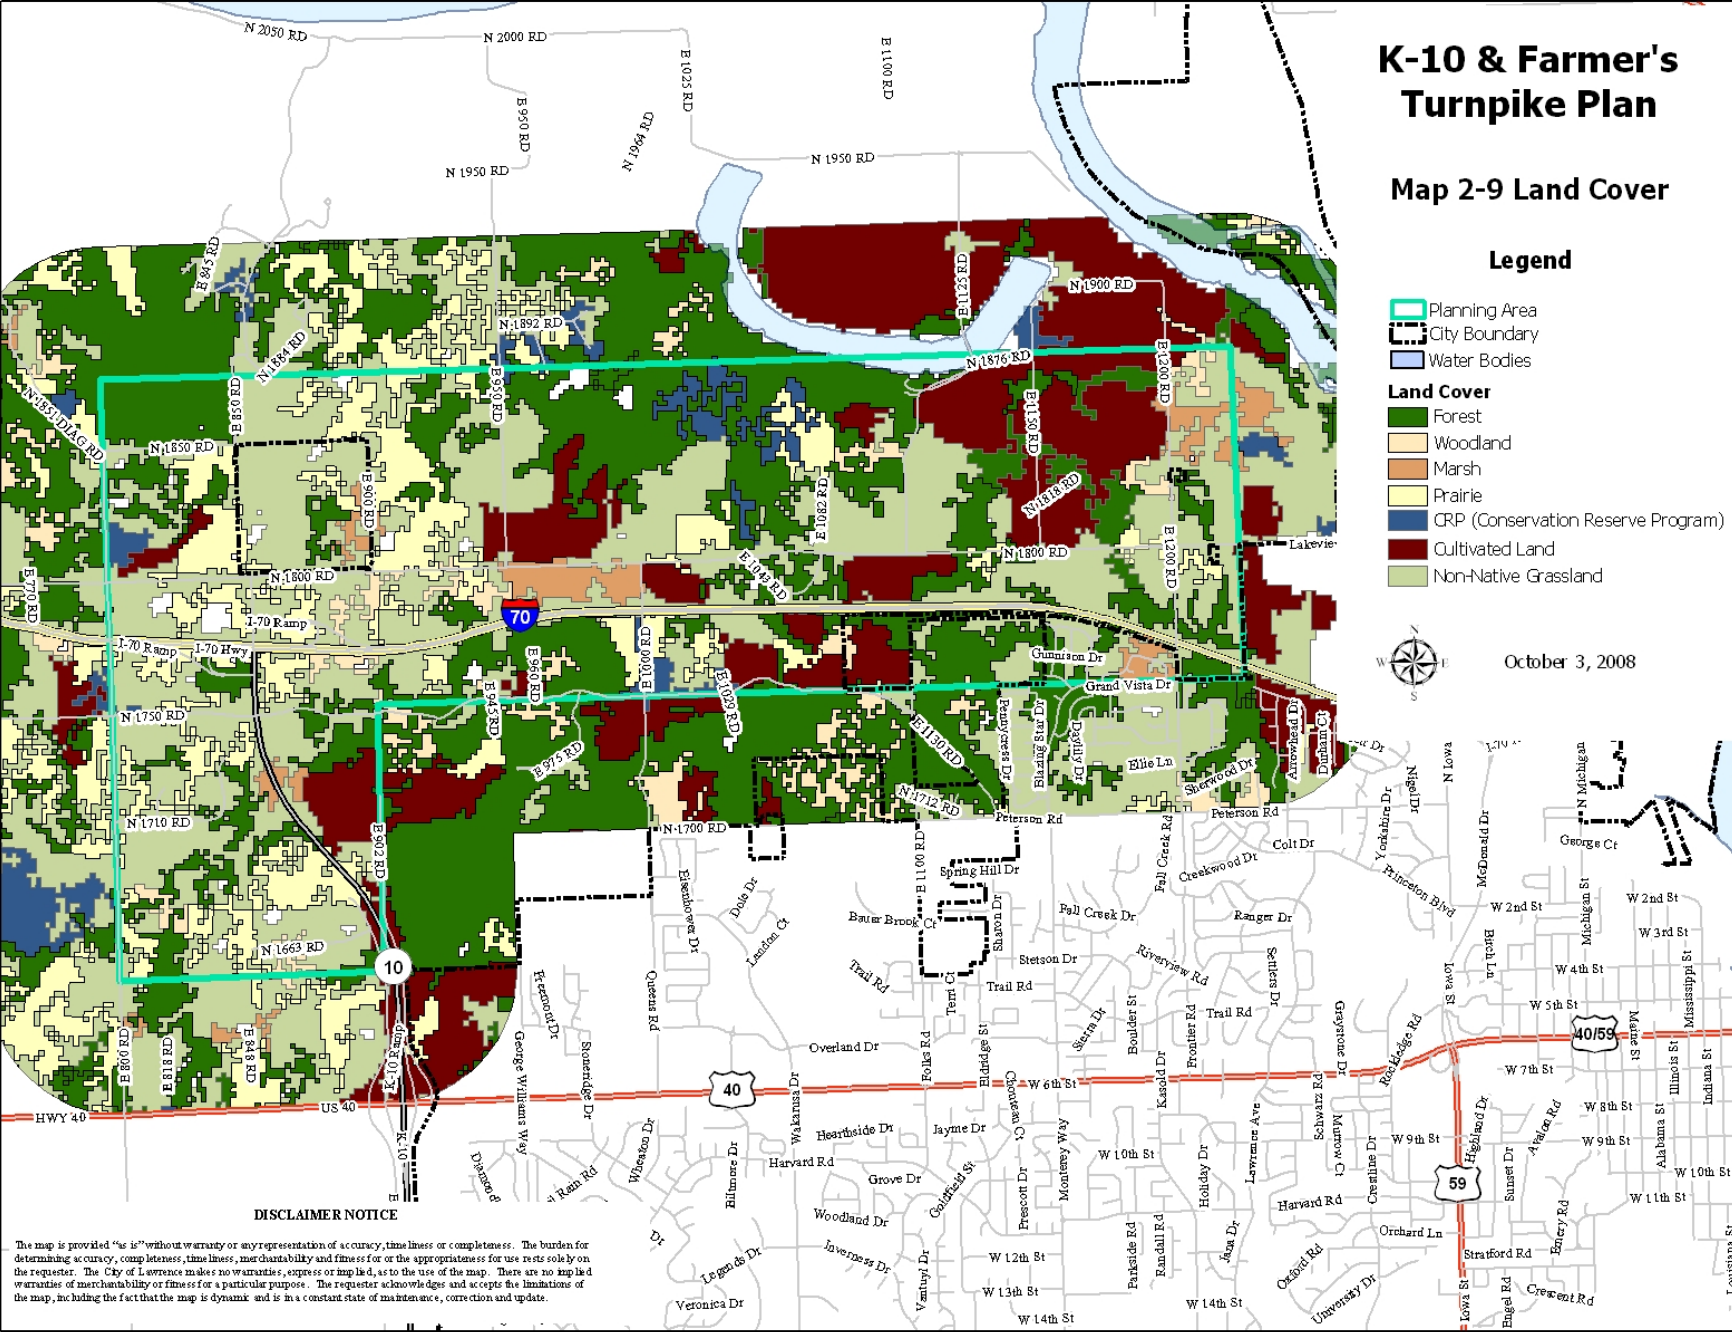 K-10 & Farmer's
Turnpike Plan
Map 2-9 Land Cover
Legend
Planning Area
City Boundary
Water Bodies
Land Cover
Forest
Woodland
Marsh
Prairie
CRP (Conservation Reserve Program)
Cultivated Land
Non-Native Grassland
N
W E
S
October 3, 2008
N 2050 RD
N 2000 RD
E 1025 RD
E 1100 RD
E 950 RD
N 1964 RD
N 1950 RD
N 1950 RD
E 845 RD
E 1125 RD
N 1900 RD
N 1892 RD
N 1884 RD
N 1876 RD
E 1200 RD
E 850 RD
E 950 RD
N 1851 DIAG RD
E 1150 RD
N 1850 RD
E 900 RD
E 1082 RD
N 1818 RD
N 1800 RD
E 1200 RD
Lakevie
E 1043 RD
N 1800 RD
E 770 RD
70
I-70 Ramp
I-70 Ramp
I-70 Hwy
E 1000 RD
E 960 RD
E 945 RD
E 1029 RD
Gunnison Dr
Grand Vista Dr
N 1750 RD
E 1130 RD
Pennycress Dr
Blazing Star Dr
Dayflily Dr
Arrowhead Dr
Durham Ct
E 975 RD
Ellie Ln
Sherwood Dr
N Iowa
N Michigan
Nigel Dr
N 1712 RD
N 1710 RD
Peterson Rd
Peterson Rd
N 1700 RD
E 902 RD
Yorkshire Dr
McDonald Dr
George Ct
Colt Dr
E 1100 RD
Fall Creek Rd
Creekwood Dr
Spring Hill Dr
Princeton Blvd
Eisenhower Dr
Dole Dr
Landon Ct
Bauer Brook Ct
Sharon Dr
Fall Creek Dr
Ranger Dr
W 2nd St
W 2nd St
Michigan St
W 3rd St
N 1663 RD
10
Stetson Dr
Riverview Rd
Settlers Dr
Birch Ln
W 4th St
Trail Rd
Trail Rd
Terri Ct
Freemont Dr
Queens Rd
Iowa St
W 5th St
Mississippi St
Trail Rd
Sierra Dr
Boulder St
Frontier Rd
Graystone Dr
Rockledge Rd
40/59
Maine St
E 800 RD
E 818 RD
E 848 RD
K-10 Ramp
George Williams Way
Stoneridge Dr
Overland Dr
Folks Rd
Eldridge St
Kasold Dr
W 7th St
Illinois St
Indiana St
40
W 6th St
HWY 40
US 40
Wakarusa Dr
Chouteau Ct
Schwarz Rd
Murrow Ct
Lawrence Ave
W 8th St
Highland Dr
Avalon Rd
Alabama St
W 9th St
W 9th St
K-10
Hearthside Dr
Jayme Dr
Monterey Way
W 10th St
Harvard Rd
Wheaton Dr
Biltmore Dr
Grove Dr
Goldfield St
Prescott Dr
Holiday Dr
Crestline Dr
59
Sunset Dr
W 10th St
W 11th St
Harvard Rd
Woodland Dr
Orchard Ln
Emery Rd
Jana Dr
Parkside Rd
Randall Rd
Stratford Rd
Inverness Dr
Legends Dr
W 12th St
Oxford Rd
University Dr
Crescent Rd
Vantuyl Dr
W 13th St
Veronica Dr
W 14th St
W 14th St
Iowa St
Engel Rd
DISCLAIMER NOTICE
The map is provided "as is" without warranty or any representation of accuracy, timeliness or completeness. The burden for
determining accuracy, completeness, timeliness, merchantability and fitness for or the appropriateness for use rests solely on
the requester. The City of Lawrence makes no warranties, express or implied, as to the use of the map. There are no implied
warranties of merchantability or fitness for a particular purpose. The requester acknowledges and accepts the limitations of
the map, including the fact that the map is dynamic and is in a constant state of maintenance, correction and update.